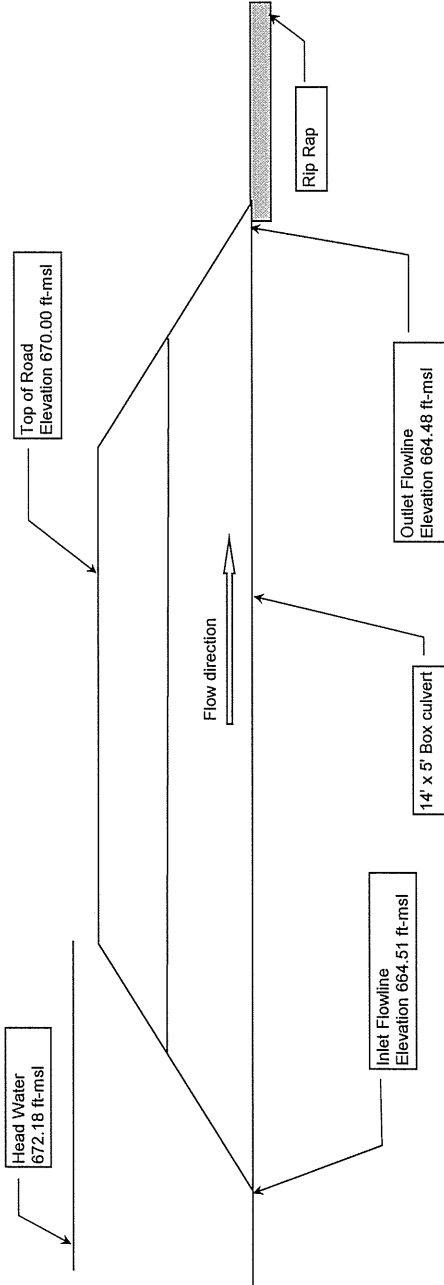 Head Water
672.18 ft-msl
Top of Road
Elevation 670.00 ft-msl
Flow direction
Rip Rap
Inlet Flowline
Elevation 664.51 ft-msl
14' x 5' Box culvert
Outlet Flowline
Elevation 664.48 ft-msl